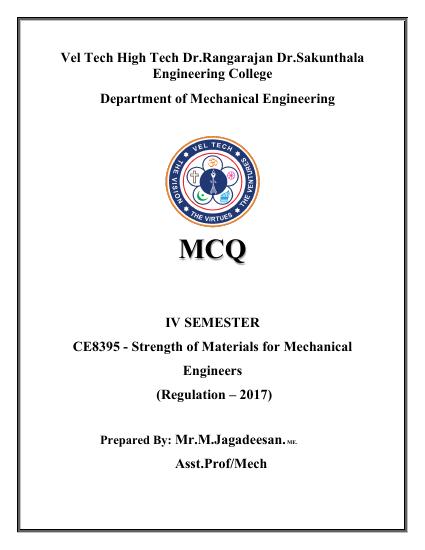 Vel Tech High Tech Dr.Rangarajan Dr.Sakunthala
Engineering College
Department of Mechanical Engineering
VEL TECH
THE VISION
THE VENTURES
THE VIRTUES
MCQ
IV SEMESTER
CE8395 - Strength of Materials for Mechanical
Engineers
(Regulation – 2017)
Prepared By: Mr.M.Jagadeesan. ME.
Asst.Prof/Mech